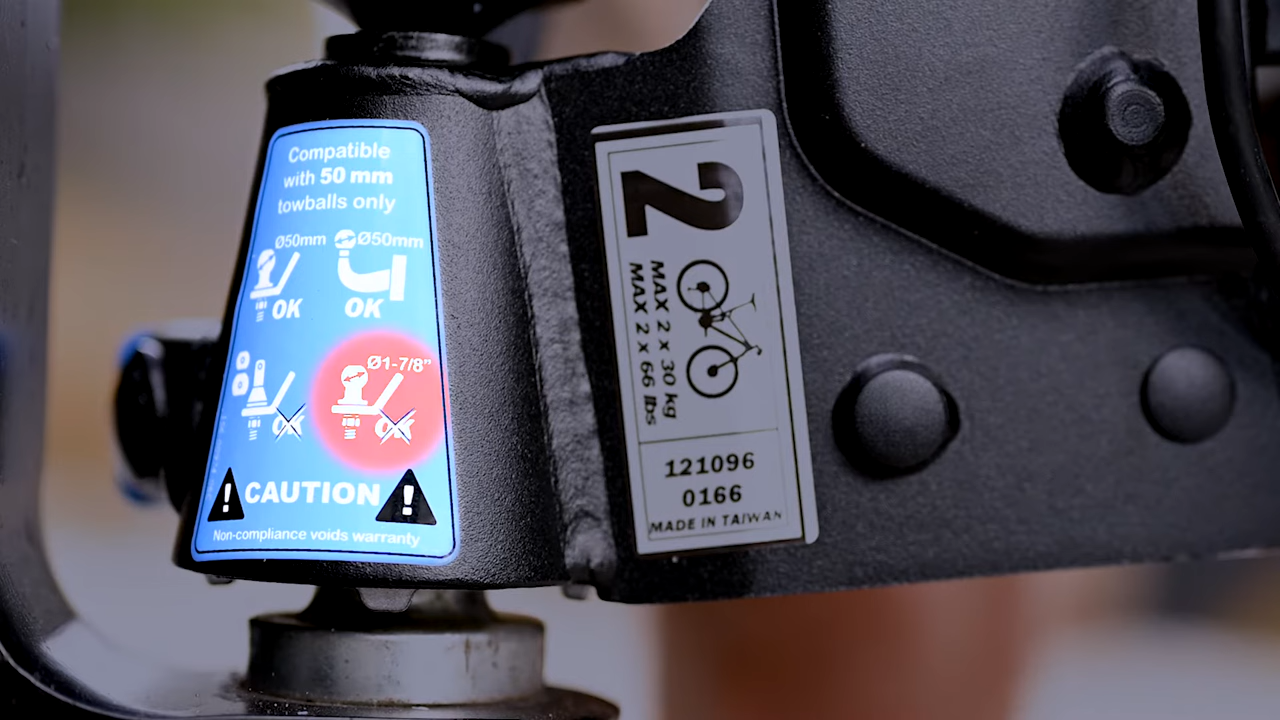 Compatible
with 50 mm
towballs only
Ø50mm Ø50mm
OK OK
Ø1-7/8”
OK OK
! CAUTION !
Non-compliance voids warranty
2
MAX 2 x 30 kg
MAX 2 x 66 lbs
121096
0166
MADE IN TAIWAN